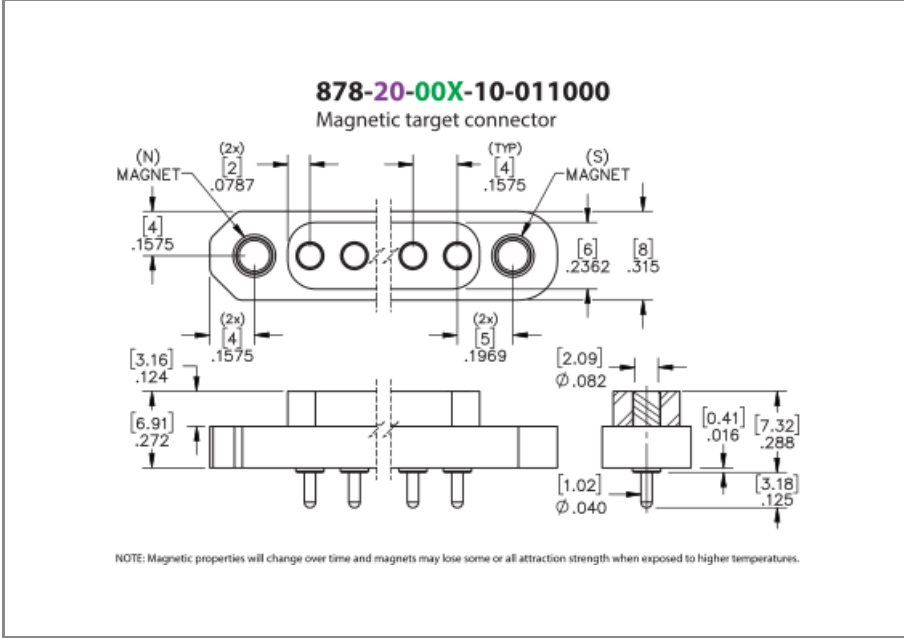 878-20-00X-10-011000
Magnetic target connector
(N)
MAGNET
(2x)
[2]
.0787
(TYP)
[4]
.1575
(S)
MAGNET
[4]
.1575
[6]
.2362
[8]
.315
(2x)
[4]
.1575
(2x)
[5]
.1969
[3.16]
.124
[2.09]
Ø.082
[6.91]
.272
[0.41]
.016
[7.32]
.288
[1.02]
Ø.040
[3.18]
.125
NOTE: Magnetic properties will change over time and magnets may lose some or all attraction strength when exposed to higher temperatures.